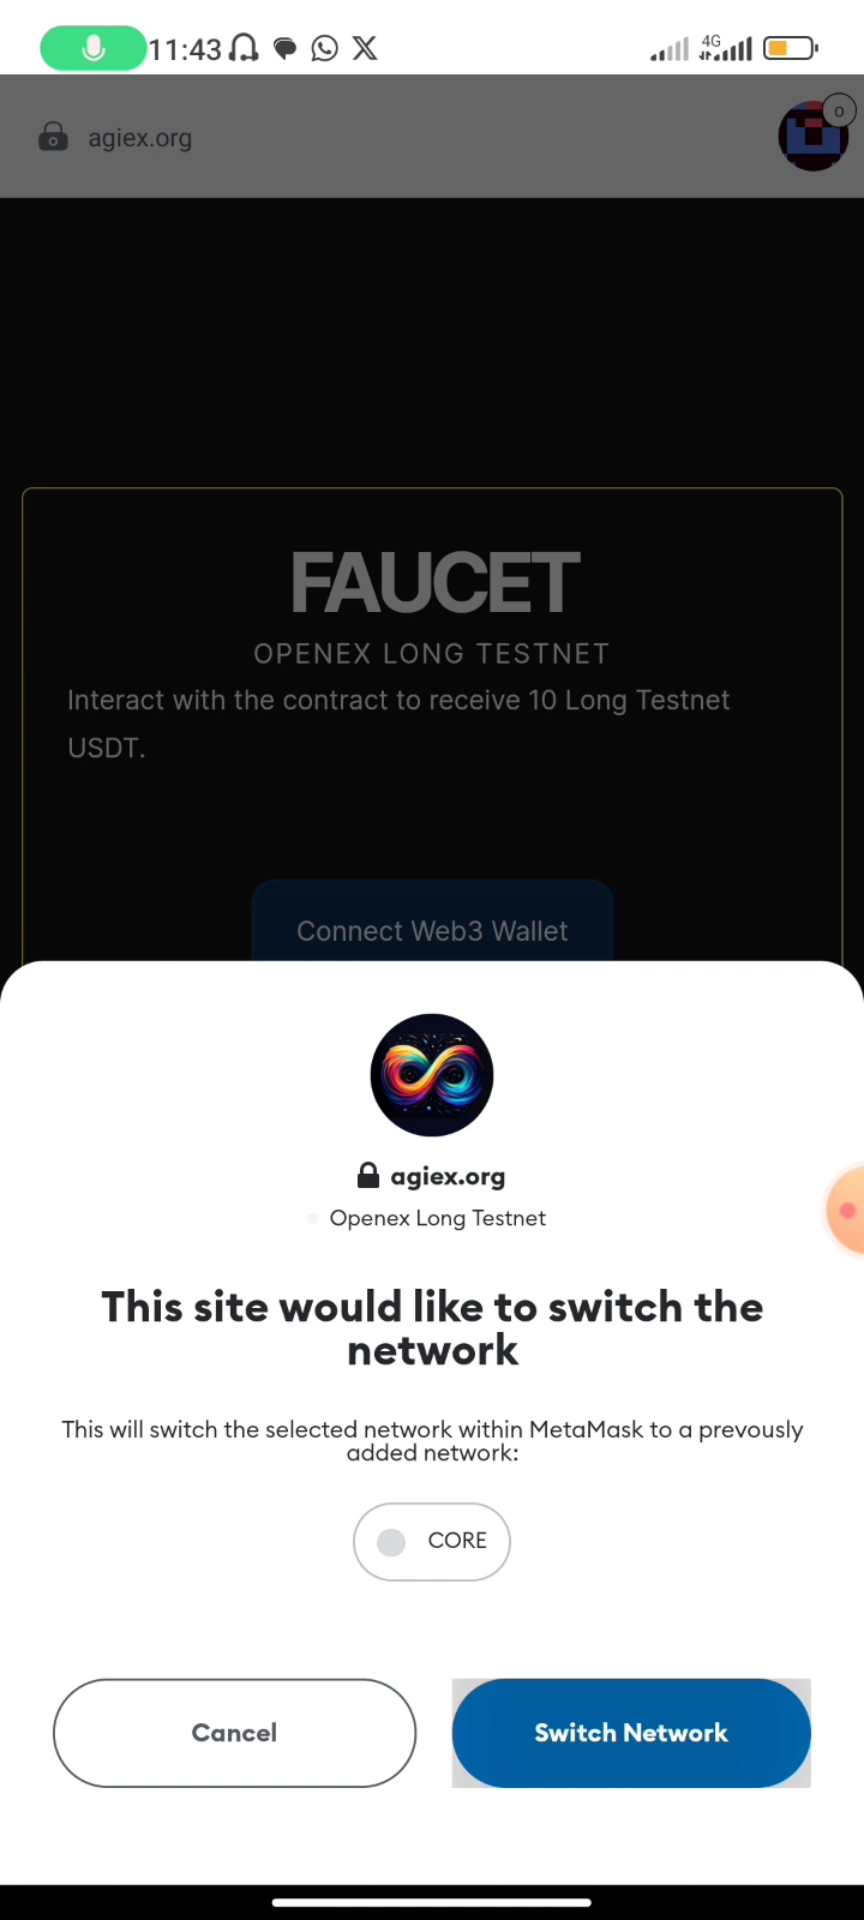 11:43
4G
agiex.org
0
FAUCET
OPENEX LONG TESTNET
Interact with the contract to receive 10 Long Testnet
USDT.
Connect Web3 Wallet
agiex.org
Openex Long Testnet
This site would like to switch the
network
This will switch the selected network within MetaMask to a prevously
added network:
CORE
Cancel
Switch Network